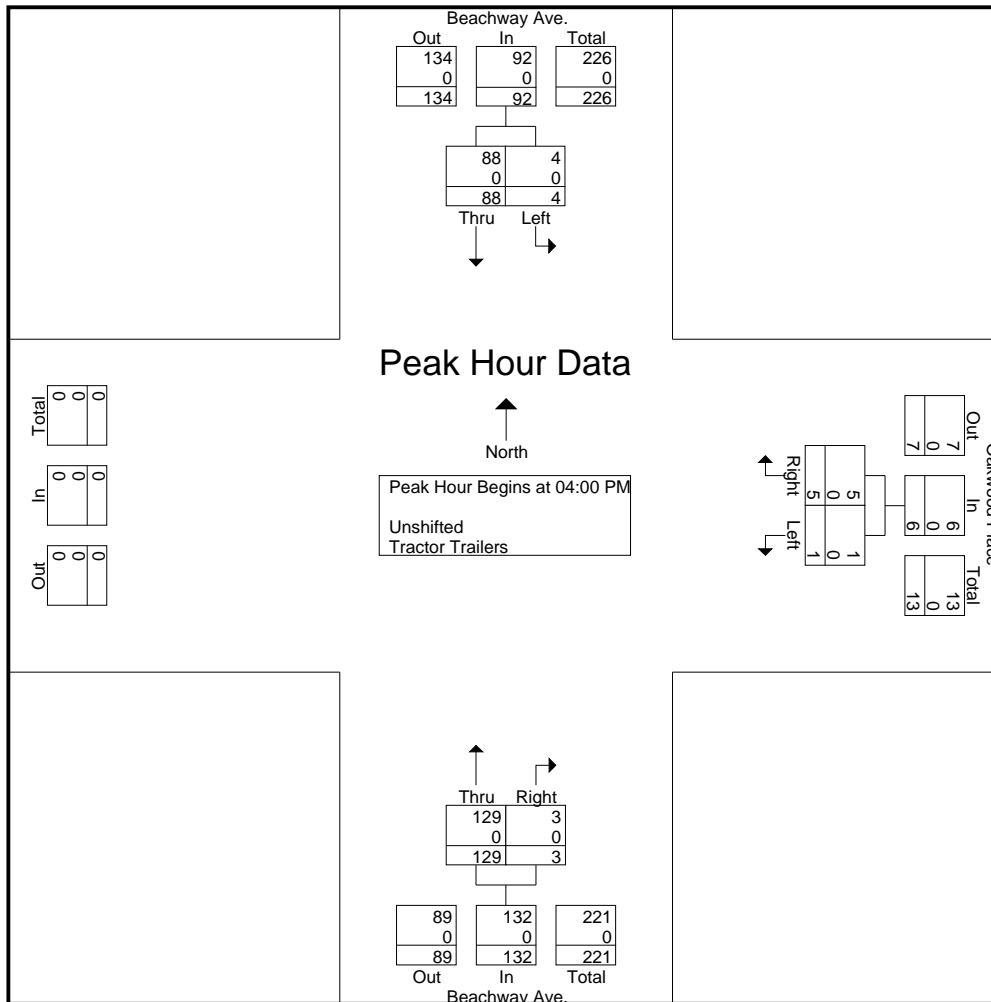 Beachway Ave.
Out In Total
134 92 226
0 0 0
134 92 226
88 4
0 0
88 4
Thru Left
Peak Hour Data
North
Peak Hour Begins at 04:00 PM
Unshifted
Tractor Trailers
Total
0 0 0
In
0 0 0
Out
0 0 0
Right
5 0 5
Left
1 0 1
Out
7 0 7
In
6 0 6
Total
13 0 13
Place
Thru Right
129 3
0 0
129 3
89 132 221
0 0 0
89 132 221
Out In Total
Beachway Ave.